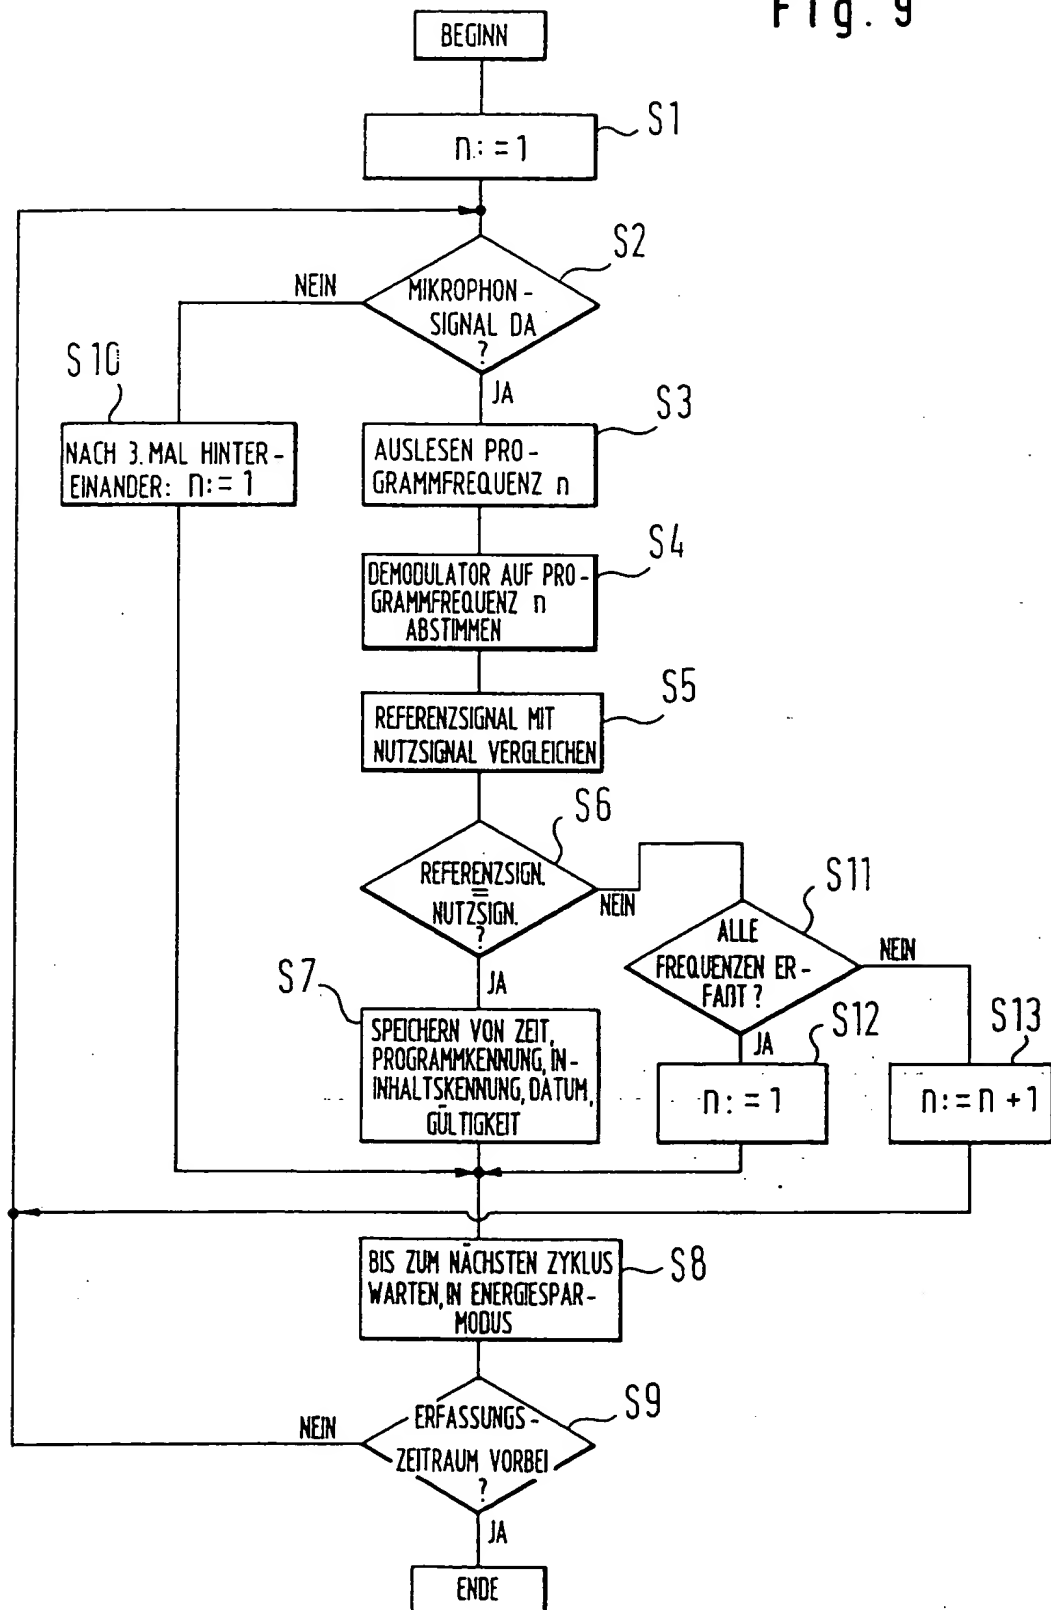 Fig. 9
BEGINN
S1
n:=1
S2
NEIN
MIKROPHON-
SIGNAL DA
?
JA
S10
NACH 3. MAL HINTER-
EINANDER: n:=1
S3
AUSLESEN PRO-
GRAMMFREQUENZ n
S4
DEMODULATOR AUF PRO-
GRAMMFREQUENZ n
ABSTIMMEN
S5
REFERENZSIGNAL MIT
NUTZSIGNAL VERGLEICHEN
S6
REFERENZSIGN.
=
NUTZSIGN.
?
NEIN
JA
S11
ALLE
FREQUENZEN ER-
FAßT ?
NEIN
JA
S7
SPEICHERN VON ZEIT,
PROGRAMMKENNUNG, IN-
INHALTSKENNUNG, DATUM,
GÜLTIGKEIT
S12
n:=1
S13
n:=n+1
S8
BIS ZUM NÄCHSTEN ZYKLUS
WARTEN, IN ENERGIESPAR-
MODUS
S9
NEIN
ERFASSUNGS-
ZEITRAUM VORBEI
?
JA
ENDE